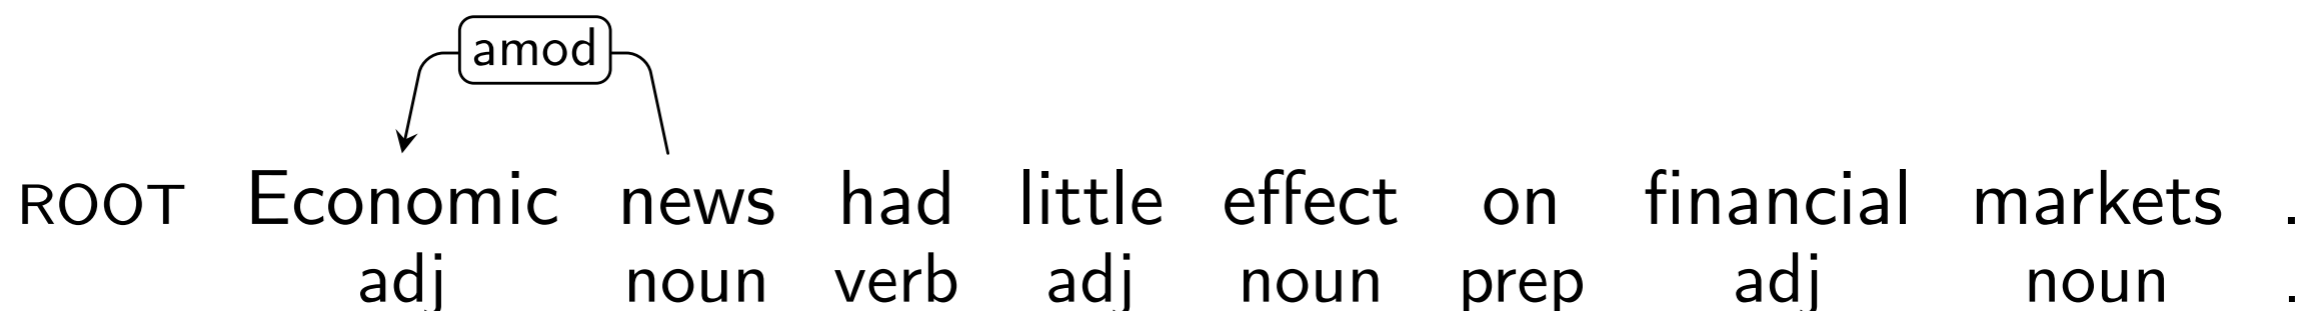 amod
ROOT Economic news had little effect on financial markets .
adj noun verb adj noun prep adj noun .